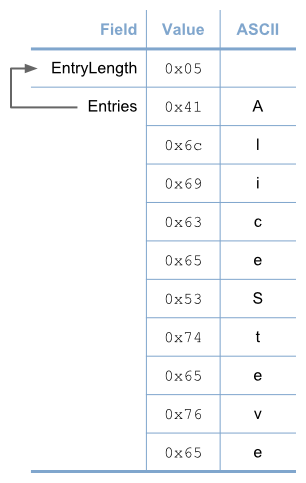 Field Value ASCII
EntryLength 0x05
Entries 0x41 A
0x6c l
0x69 i
0x63 c
0x65 e
0x53 S
0x74 t
0x65 e
0x76 v
0x65 e